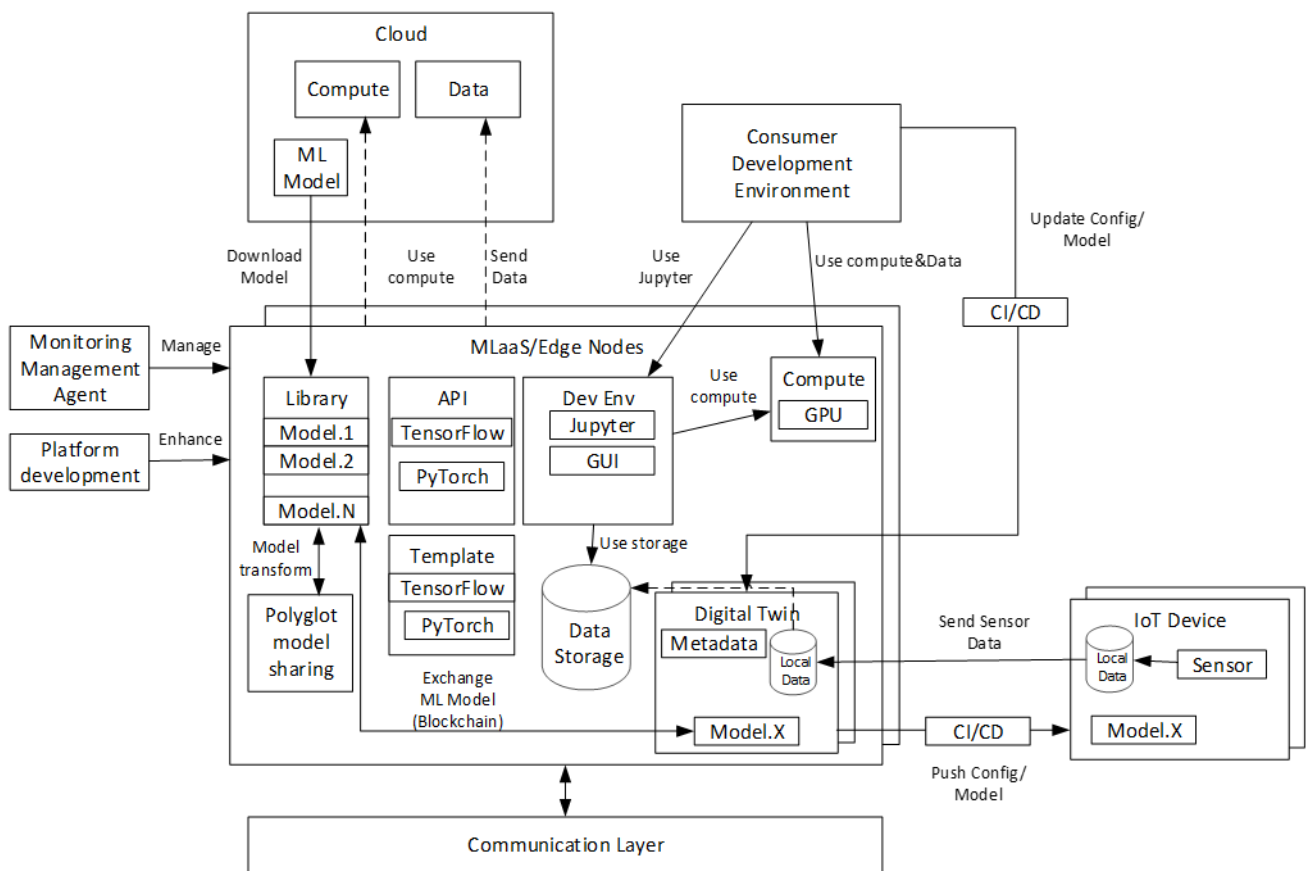 Cloud
Compute
Data
ML
Model
Consumer
Development
Environment
Download
Model
Use
compute
Send
Data
Use
Jupyter
Use compute&Data
Update Config/
Model
CI/CD
Monitoring
Management
Agent
Manage
Platform
development
Enhance
MLaaS/Edge Nodes
Library
Model.1
Model.2
Model.N
API
TensorFlow
PyTorch
Dev Env
Jupyter
GUI
Use
compute
Compute
GPU
Model
transform
Polyglot
model
sharing
Template
TensorFlow
PyTorch
Use storage
Data
Storage
Exchange
ML Model
(Blockchain)
Digital Twin
Metadata
Local
Data
Model.X
Send Sensor
Data
IoT Device
Local
Data
Sensor
Model.X
CI/CD
Push Config/
Model
Communication Layer